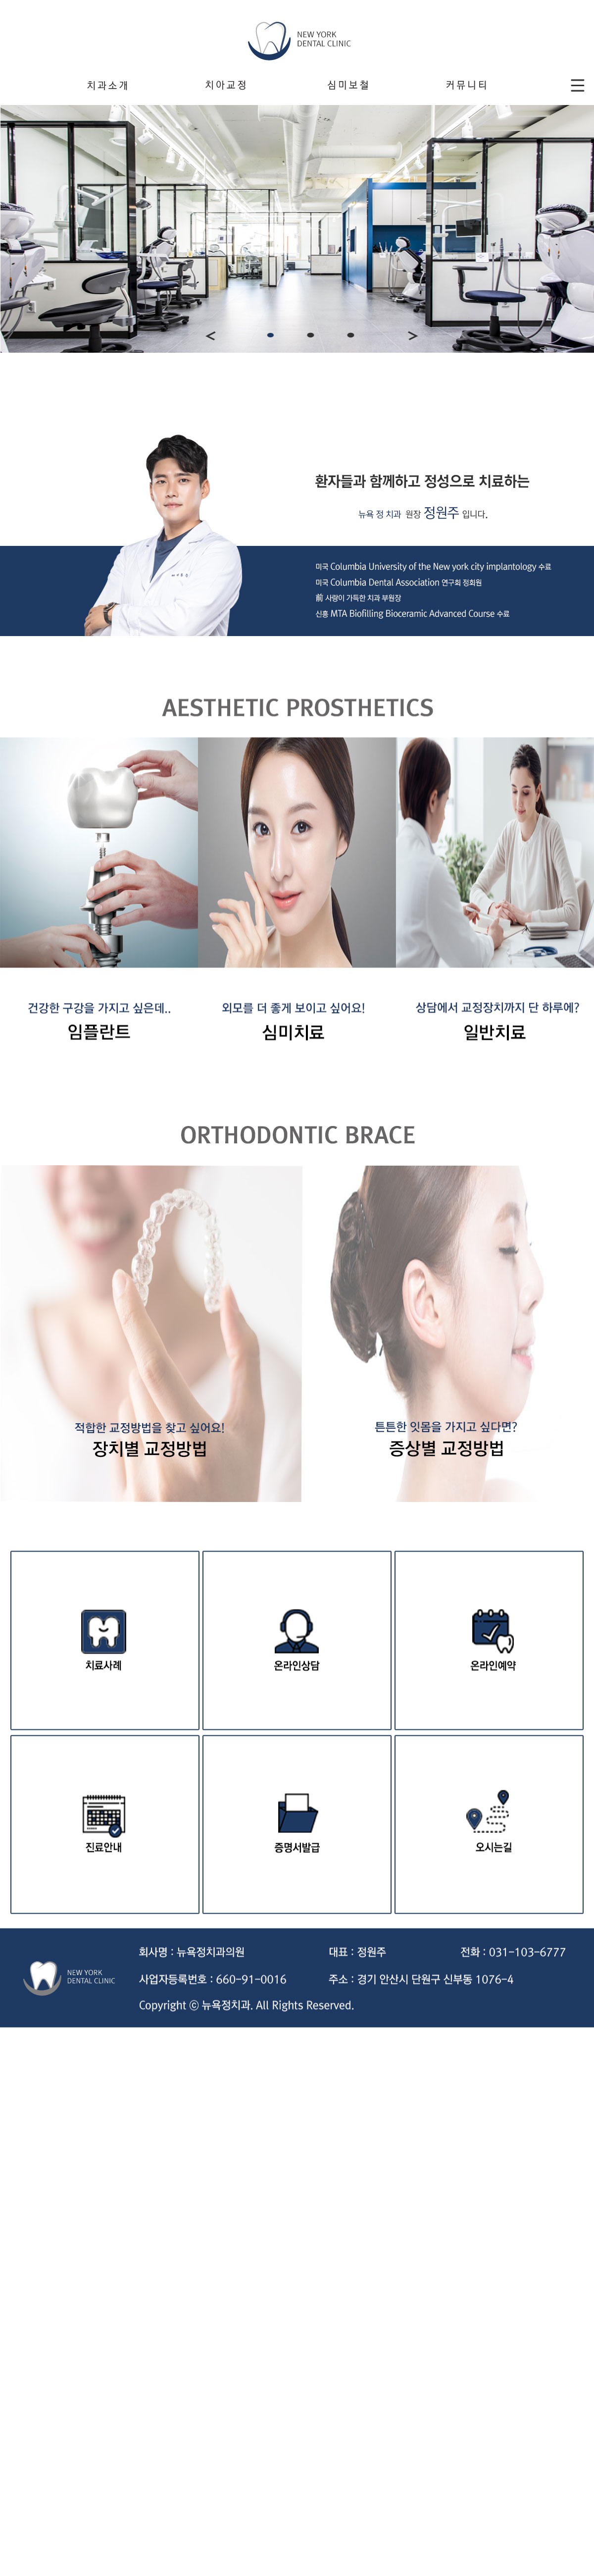 NEW YORK
DENTAL CLINIC
치과소개 치아교정 심미보철 커뮤니티
환자들과 함께하고 정성으로 치료하는
뉴욕 정 치과 원장 정원주 입니다.
미국 Columbia University of the New york city implantology 수료
미국 Columbia Dental Association 연구회 정회원
前 사랑이 가득한 치과 부원장
신흥 MTA Biofilling Bioceramic Advanced Course 수료
AESTHETIC PROSTHETICS
건강한 구강을 가지고 싶은데..
임플란트
외모를 더 좋게 보이고 싶어요!
심미치료
상담에서 교정장치까지 단 하루에?
일반치료
ORTHODONTIC BRACE
적합한 교정방법을 찾고 싶어요!
장치별 교정방법
튼튼한 잇몸을 가지고 싶다면?
증상별 교정방법
치료사례
온라인상담
온라인예약
진료안내
증명서발급
오시는길
NEW YORK
DENTAL CLINIC
회사명 : 뉴욕정치과의원 대표 : 정원주 전화 : 031-103-6777
사업자등록번호 : 660-91-0016 주소 : 경기 안산시 단원구 신부동 1076-4
Copyright ⓒ 뉴욕정치과. All Rights Reserved.